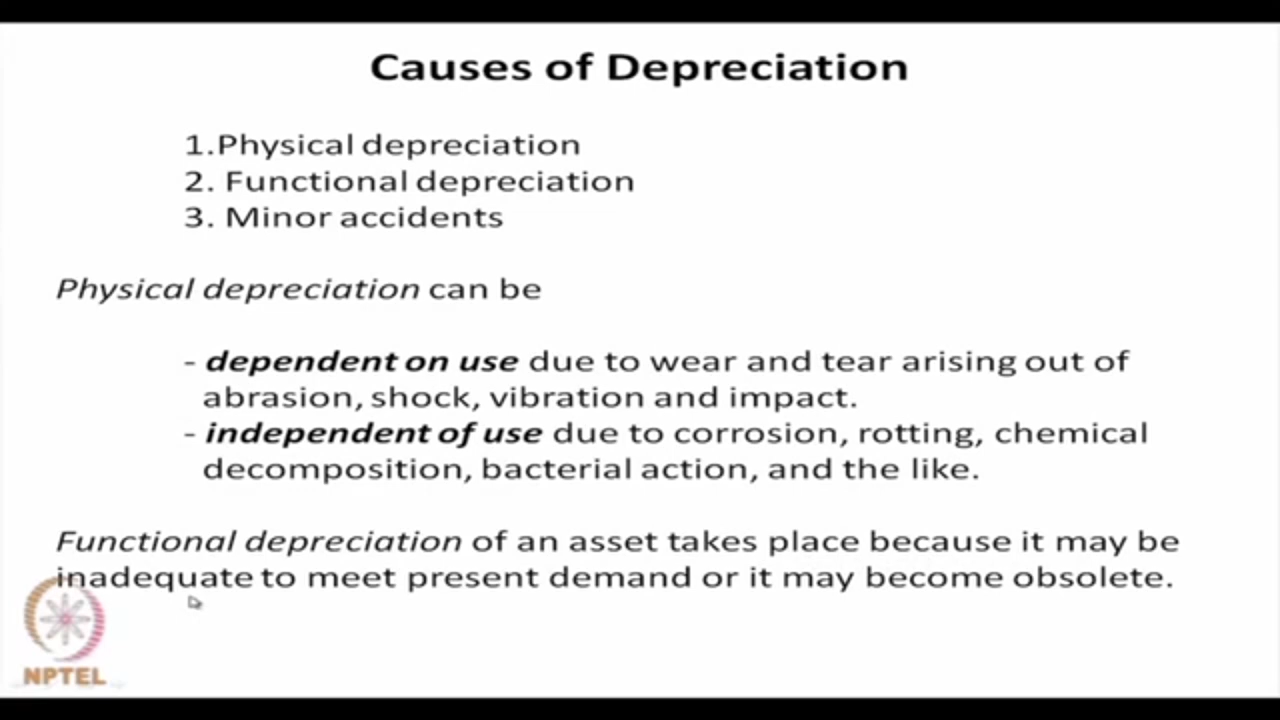 Causes of Depreciation
1.Physical depreciation
2. Functional depreciation
3. Minor accidents
Physical depreciation can be
- dependent on use due to wear and tear arising out of
abrasion, shock, vibration and impact.
- independent of use due to corrosion, rotting, chemical
decomposition, bacterial action, and the like.
Functional depreciation of an asset takes place because it may be
inadequate to meet present demand or it may become obsolete.
NPTEL